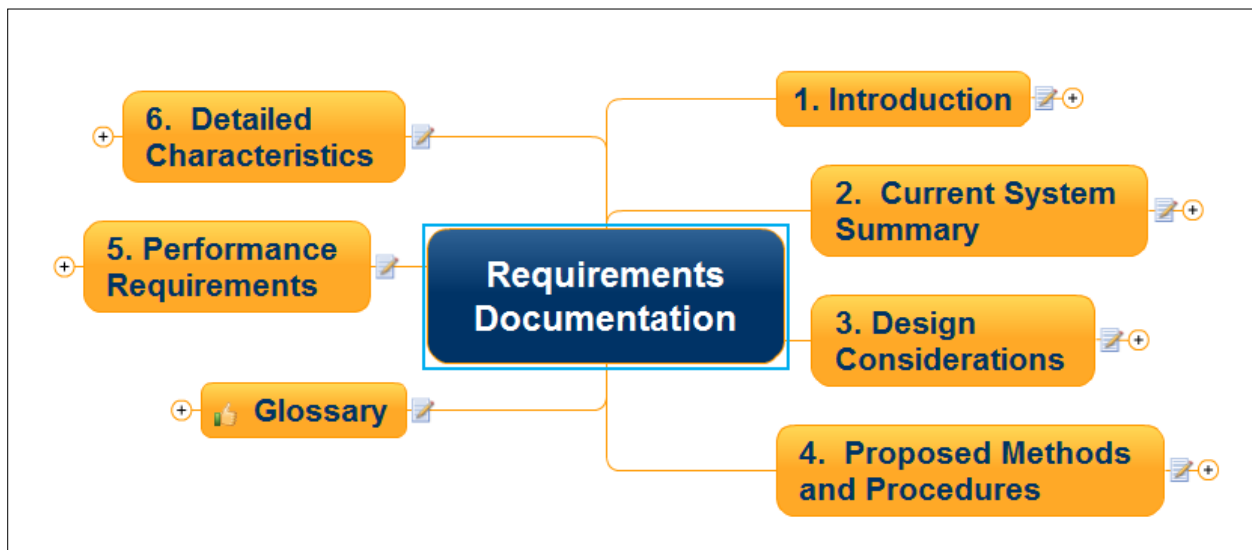 Requirements
Documentation
1. Introduction
2. Current System
Summary
3. Design
Considerations
4. Proposed Methods
and Procedures
5. Performance
Requirements
6. Detailed
Characteristics
Glossary